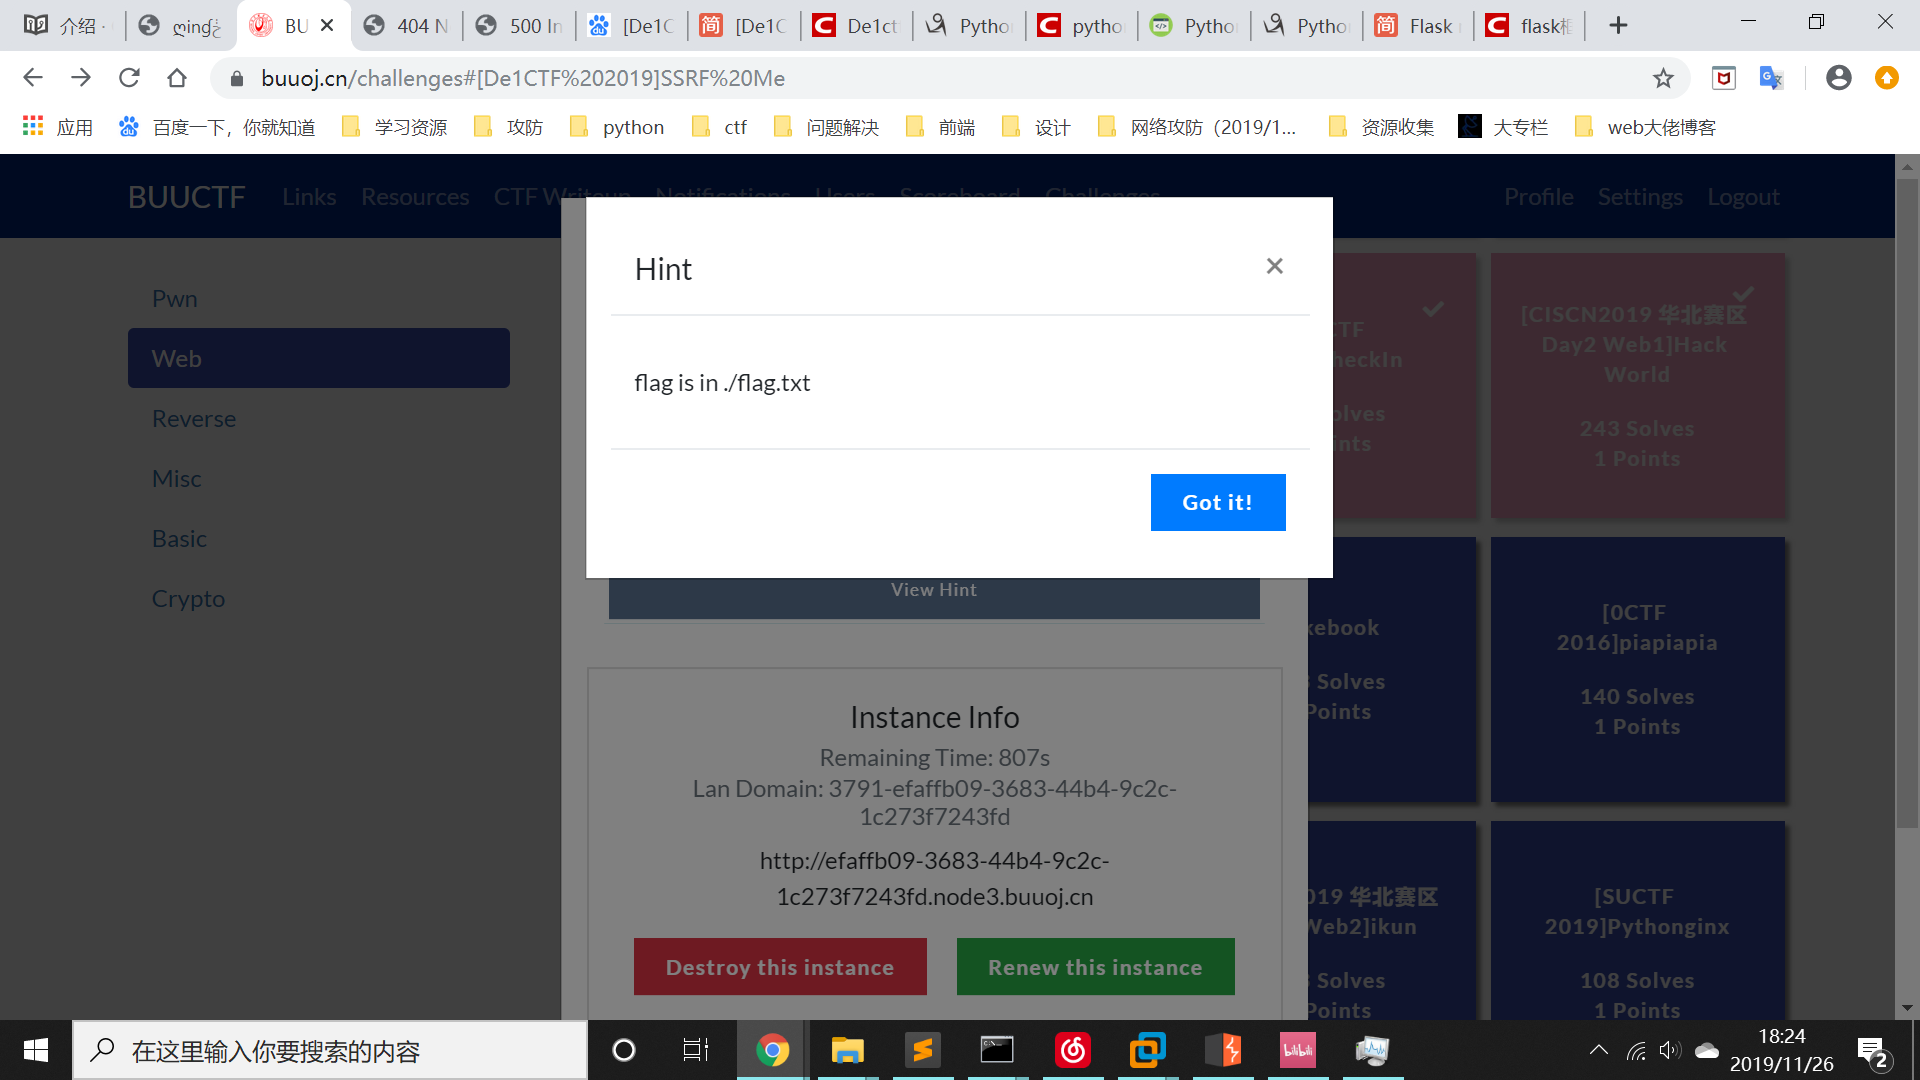 介绍 ·
BU
404 N
500 In
[De1C
[De1C
De1ct
Pytho
pytho
Pytho
Pytho
Flask
flask框
buuoj.cn/challenges#[De1CTF%202019]SSRF%20Me
应用
百度一下，你就知道
学习资源
攻防
python
ctf
问题解决
前端
设计
网络攻防（2019/1...
资源收集
大专栏
web大佬博客
BUUCTF
Links
Resources
CTF Writeup
Notifications
Users
Scoreboard
Challenges
Profile
Settings
Logout
Pwn
Web
Reverse
Misc
Basic
Crypto
Hint
×
flag is in ./flag.txt
Got it!
View Hint
Instance Info
Remaining Time: 807s
Lan Domain: 3791-efaffb09-3683-44b4-9c2c-
1c273f7243fd
http://efaffb09-3683-44b4-9c2c-
1c273f7243fd.node3.buuoj.cn
Destroy this instance
Renew this instance
CTF
heckIn
olves
ints
[CISCN2019 华北赛区
Day2 Web1]Hack
World
243 Solves
1 Points
kebook
Solves
Points
[0CTF
2016]piapiapia
140 Solves
1 Points
019 华北赛区
Web2]ikun
Solves
Points
[SUCTF
2019]Pythonginx
108 Solves
1 Points
在这里输入你要搜索的内容
bilibili
18:24
2019/11/26
2